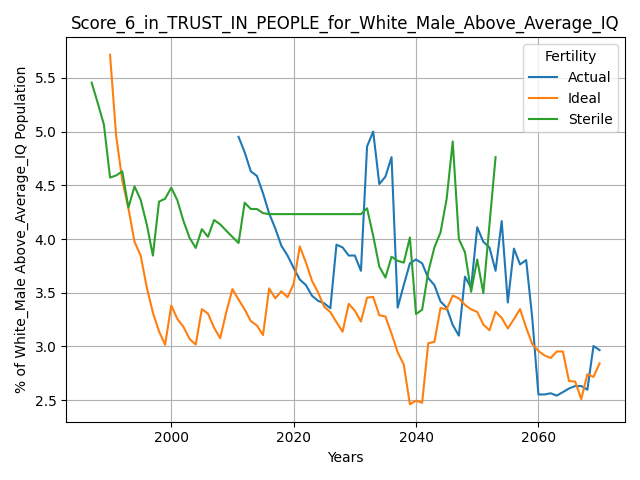 Score_6_in_TRUST_IN_PEOPLE_for_White_Male_Above_Average_IQ
Fertility
Actual
Ideal
Sterile
% of White_Male Above_Average_IQ Population
5.5
5.0
4.5
4.0
3.5
3.0
2.5
2000
2020
2040
2060
Years